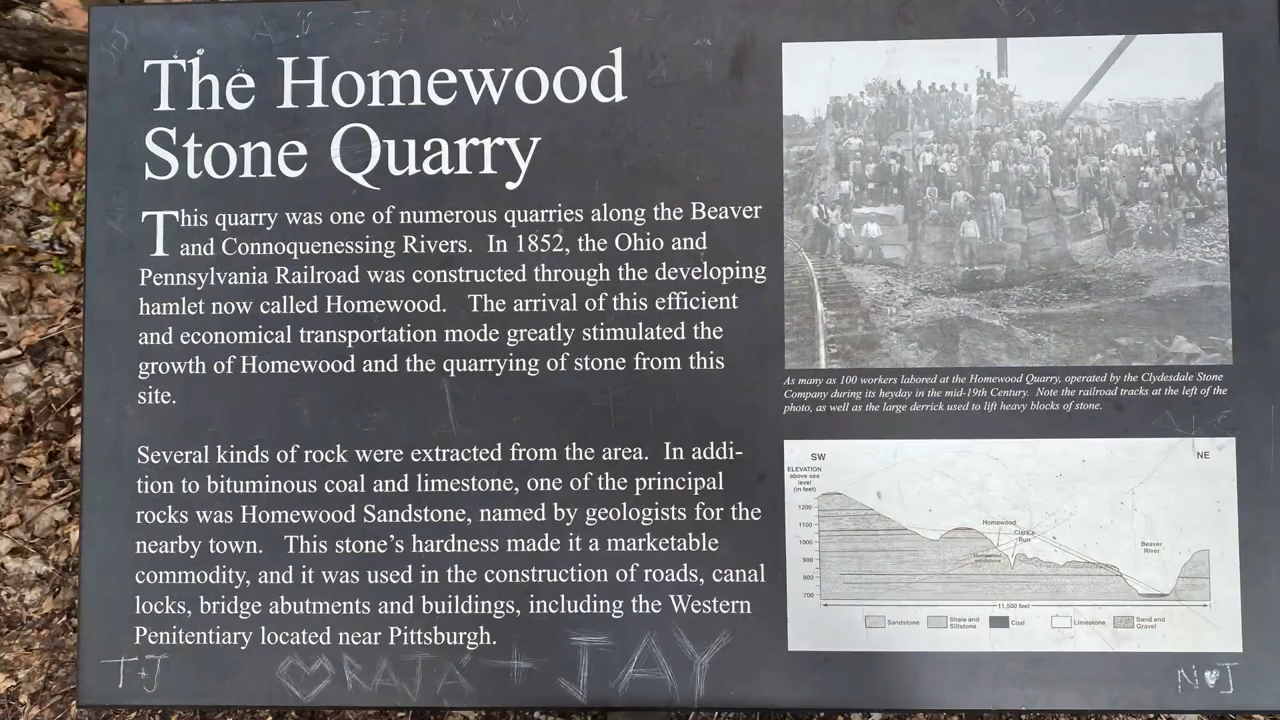 The Homewood
Stone Quarry
This quarry was one of numerous quarries along the Beaver
and Connoquenessing Rivers. In 1852, the Ohio and
Pennsylvania Railroad was constructed through the developing
hamlet now called Homewood. The arrival of this efficient
and economical transportation mode greatly stimulated the
growth of Homewood and the quarrying of stone from this
site.
Several kinds of rock were extracted from the area. In addi-
tion to bituminous coal and limestone, one of the principal
rocks was Homewood Sandstone, named by geologists for the
nearby town. This stone's hardness made it a marketable
commodity, and it was used in the construction of roads, canal
locks, bridge abutments and buildings, including the Western
Penitentiary located near Pittsburgh.
As many as 100 workers labored at the Homewood Quarry, operated by the Clydesdale Stone
Company during its heyday in the mid-19th Century. Note the railroad tracks at the left of the
photo, as well as the large derrick used to lift heavy blocks of stone.
SW
NE
ELEVATION
above sea
level
(in feet)
1200
1100
1000
900
800
700
Homewood
Clark's
Run
Homewood
sandstone
Beaver
River
11,500 feet
Sandstone
Shale and
Siltstone
Coal
Limestone
Sand and
Gravel
T+J
♡ RAJA + JAY
N♥J